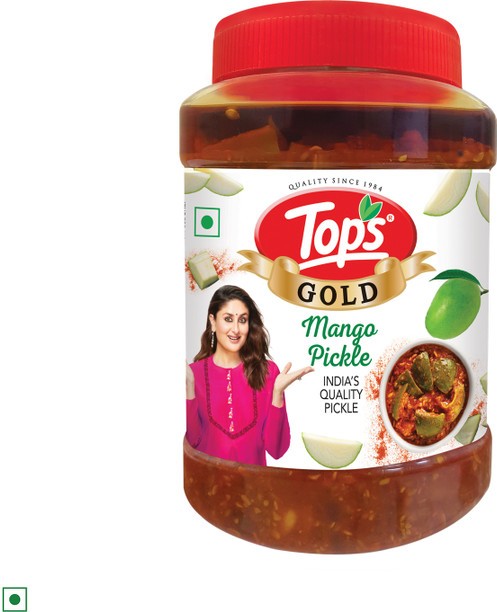 QUALITY SINCE 1984
Tops®
GOLD
Mango
Pickle
INDIA'S
QUALITY
PICKLE